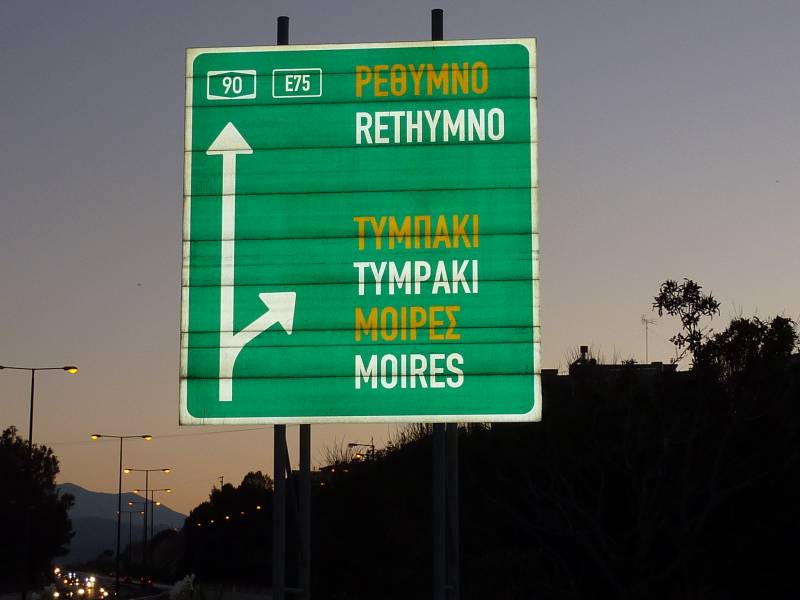 90 E75 ΡΕΘΥΜΝΟ
RETHYMNO
ΤΥΜΠΑΚΙ
TYMPAKI
ΜΟΙΡΕΣ
MOIRES